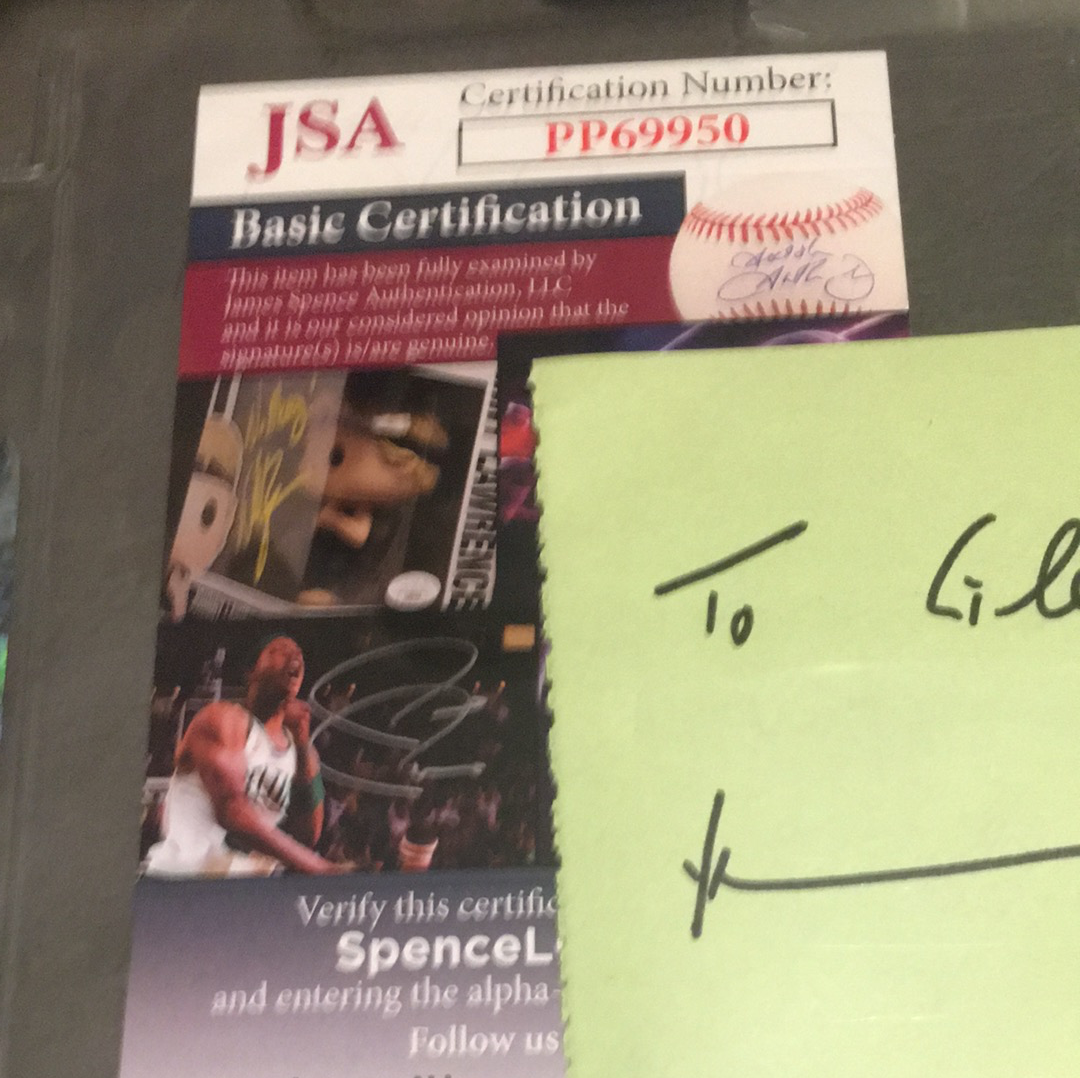 JSA
Certification Number:
PP69950
Basic Certification
This item has been fully examined by
James Spence Authentication, LLC
and it is our considered opinion that the
signature(s) is/are genuine.
LAWRENCE
To
Verify this certific
SpenceL
and entering the alpha-
Follow us